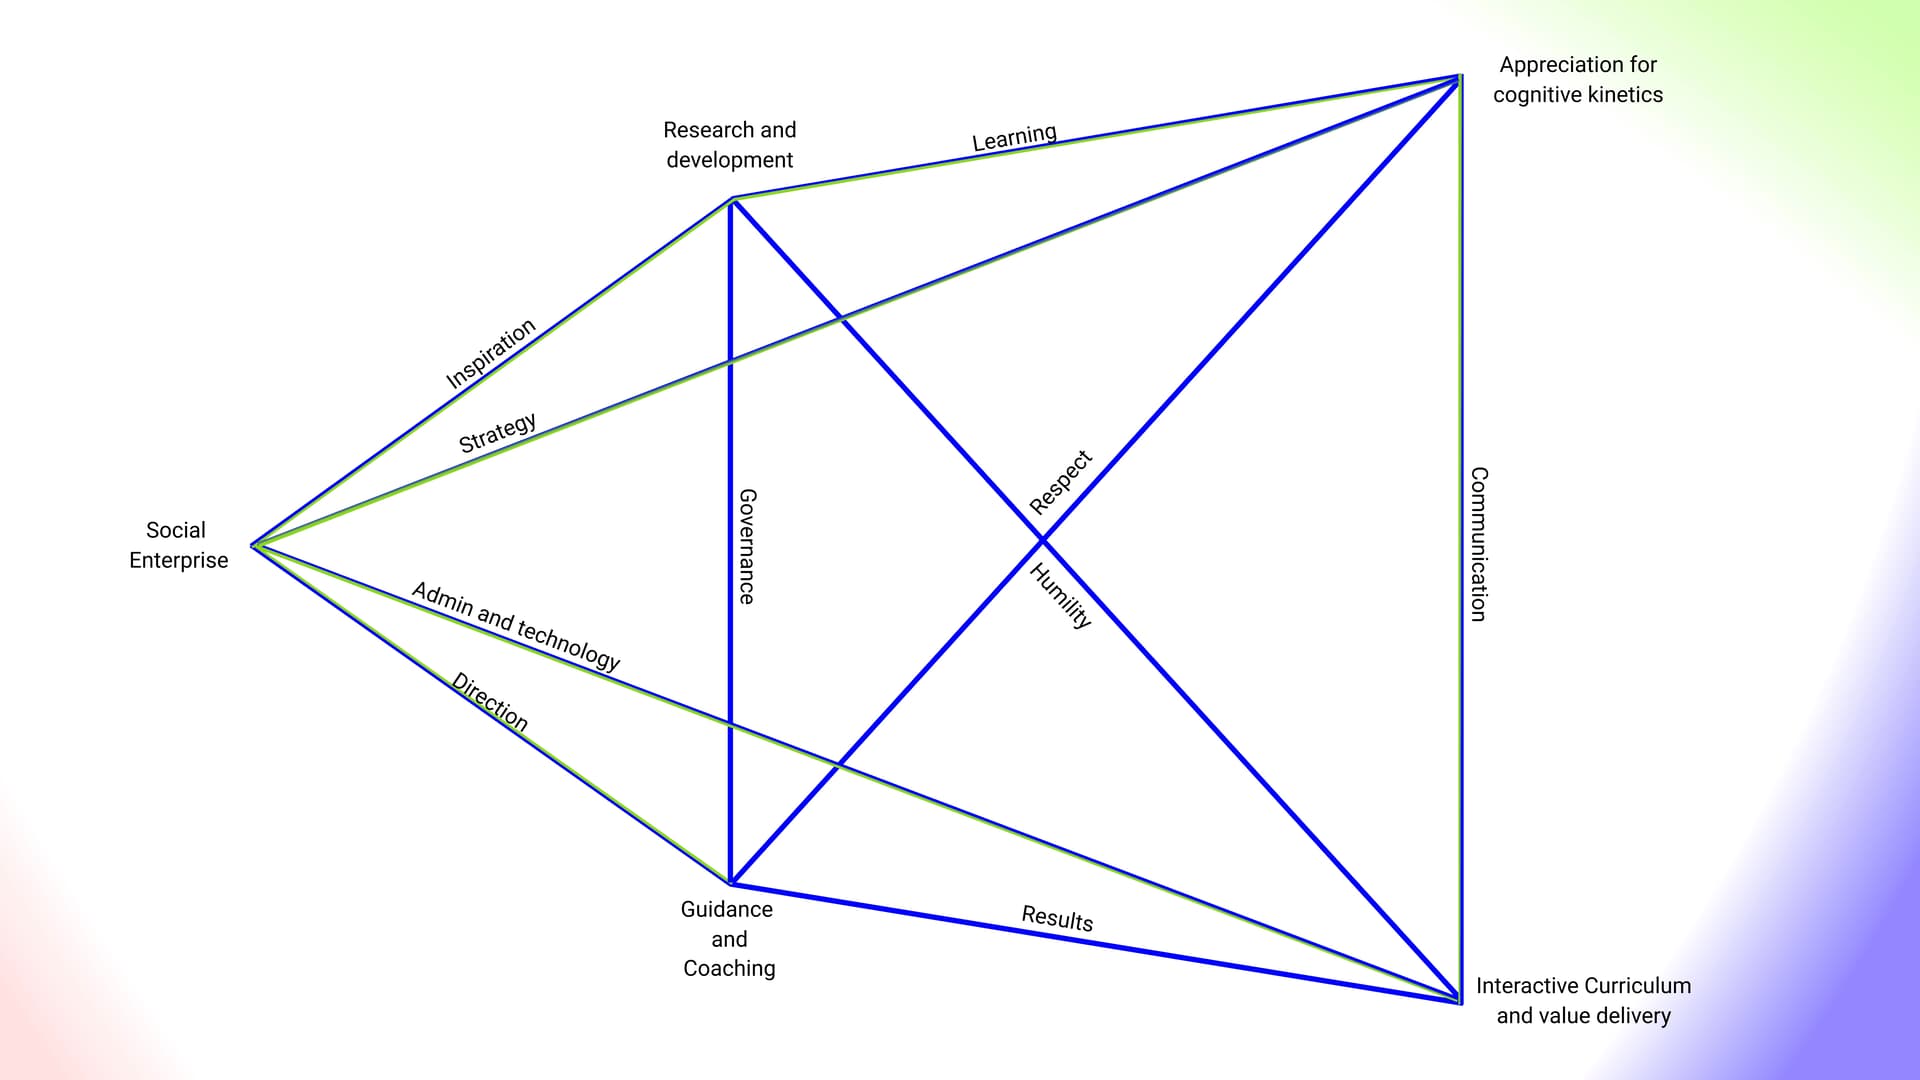 Appreciation for
cognitive kinetics
Research and
development
Learning
Inspiration
Strategy
Respect
Communication
Governance
Social
Enterprise
Humility
Admin and technology
Direction
Results
Guidance
and
Coaching
Interactive Curriculum
and value delivery